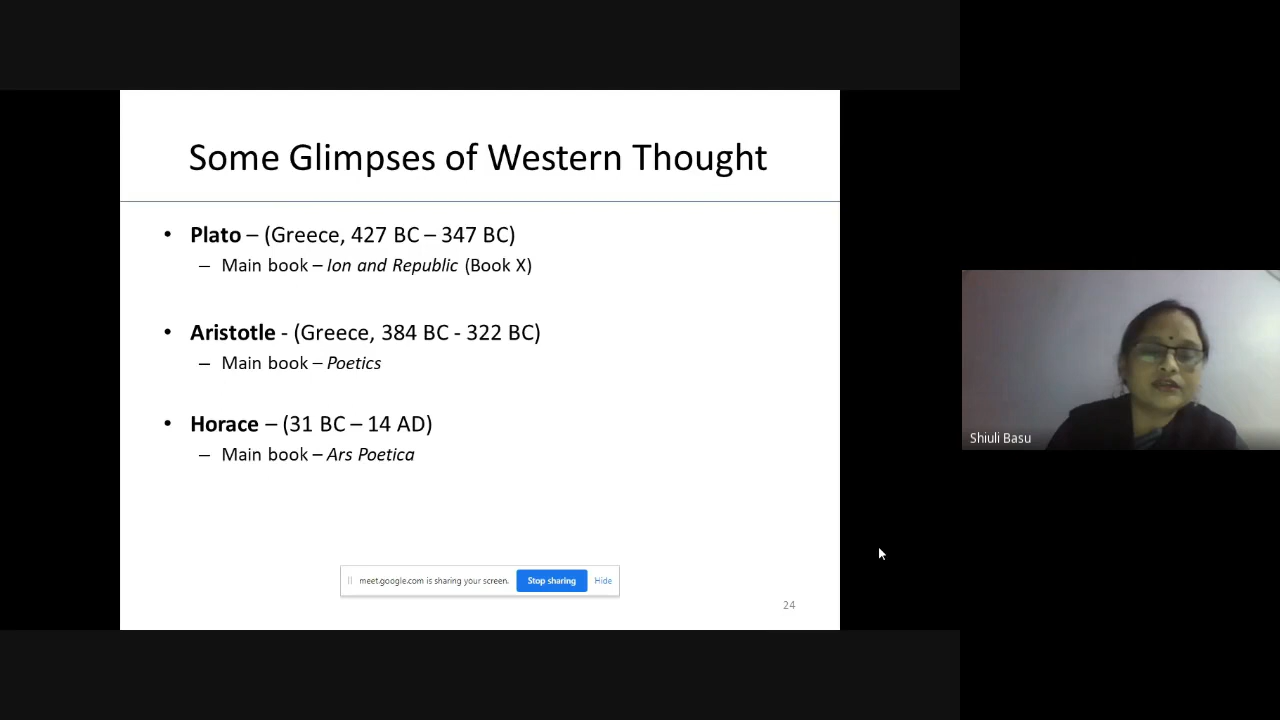 Some Glimpses of Western Thought
• Plato – (Greece, 427 BC – 347 BC)
– Main book – Ion and Republic (Book X)
• Aristotle - (Greece, 384 BC - 322 BC)
– Main book – Poetics
• Horace – (31 BC – 14 AD)
– Main book – Ars Poetica
meet.google.com is sharing your screen. Stop sharing Hide
24
Shiuli Basu